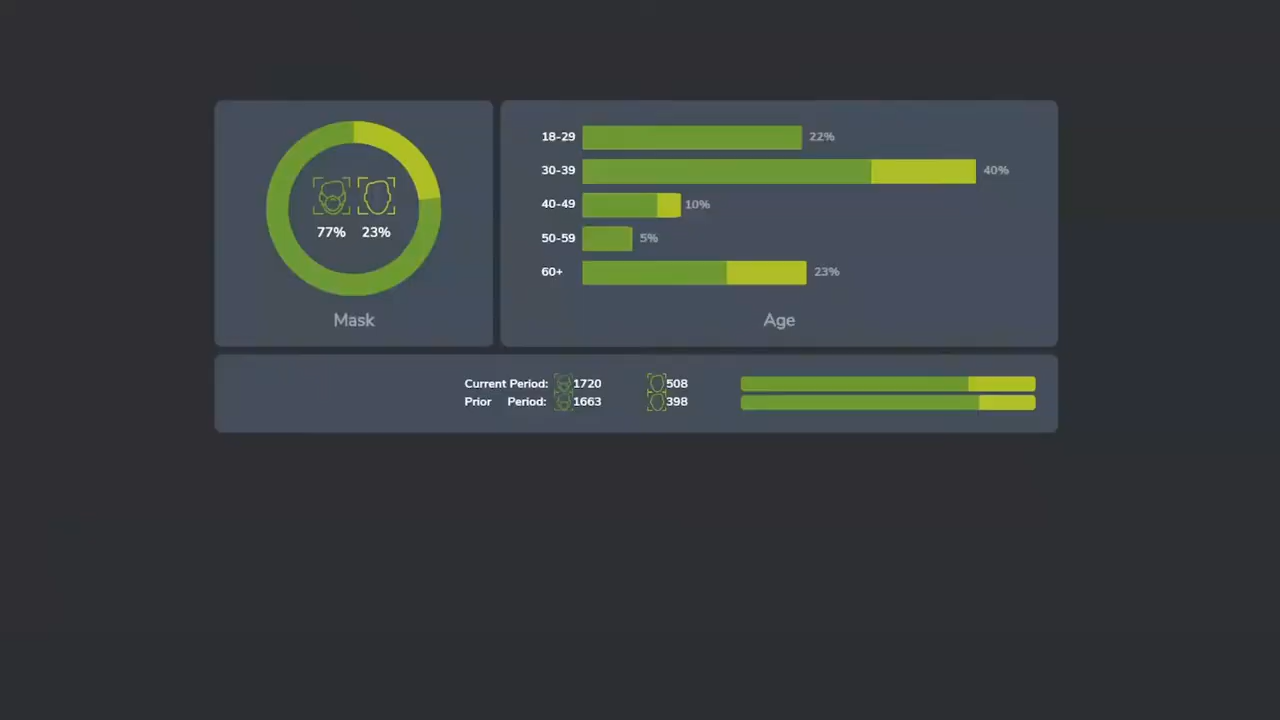 77% 23%
Mask
18-29 22%
30-39 40%
40-49 10%
50-59 5%
60+ 23%
Age
Current Period: 1720 508
Prior Period: 1663 398